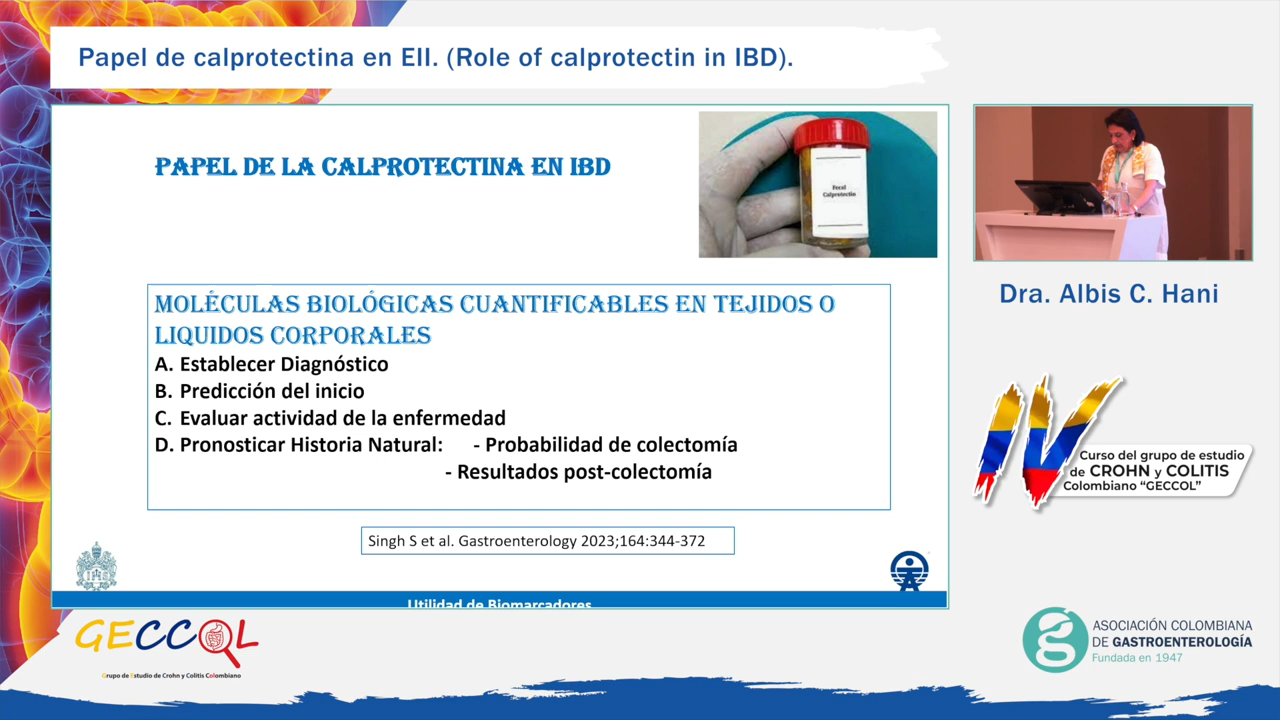 Papel de calprotectina en EII. (Role of calprotectin in IBD).
PAPEL DE LA CALPROTECTINA EN IBD
Fecal
Calprotectin
MOLÉCULAS BIOLÓGICAS CUANTIFICABLES EN TEJIDOS O
LIQUIDOS CORPORALES
A. Establecer Diagnóstico
B. Predicción del inicio
C. Evaluar actividad de la enfermedad
D. Pronosticar Historia Natural: - Probabilidad de colectomía
- Resultados post-colectomía
Singh S et al. Gastroenterology 2023;164:344-372
Utilidad de Biomarcadores
Dra. Albis C. Hani
IV
Curso del grupo de estudio
de CROHN y COLITIS
Colombiano "GECCOL"
GECCOL
Grupo de Estudio de Crohn y Colitis Colombiano
ASOCIACIÓN COLOMBIANA
DE GASTROENTEROLOGÍA
Fundada en 1947